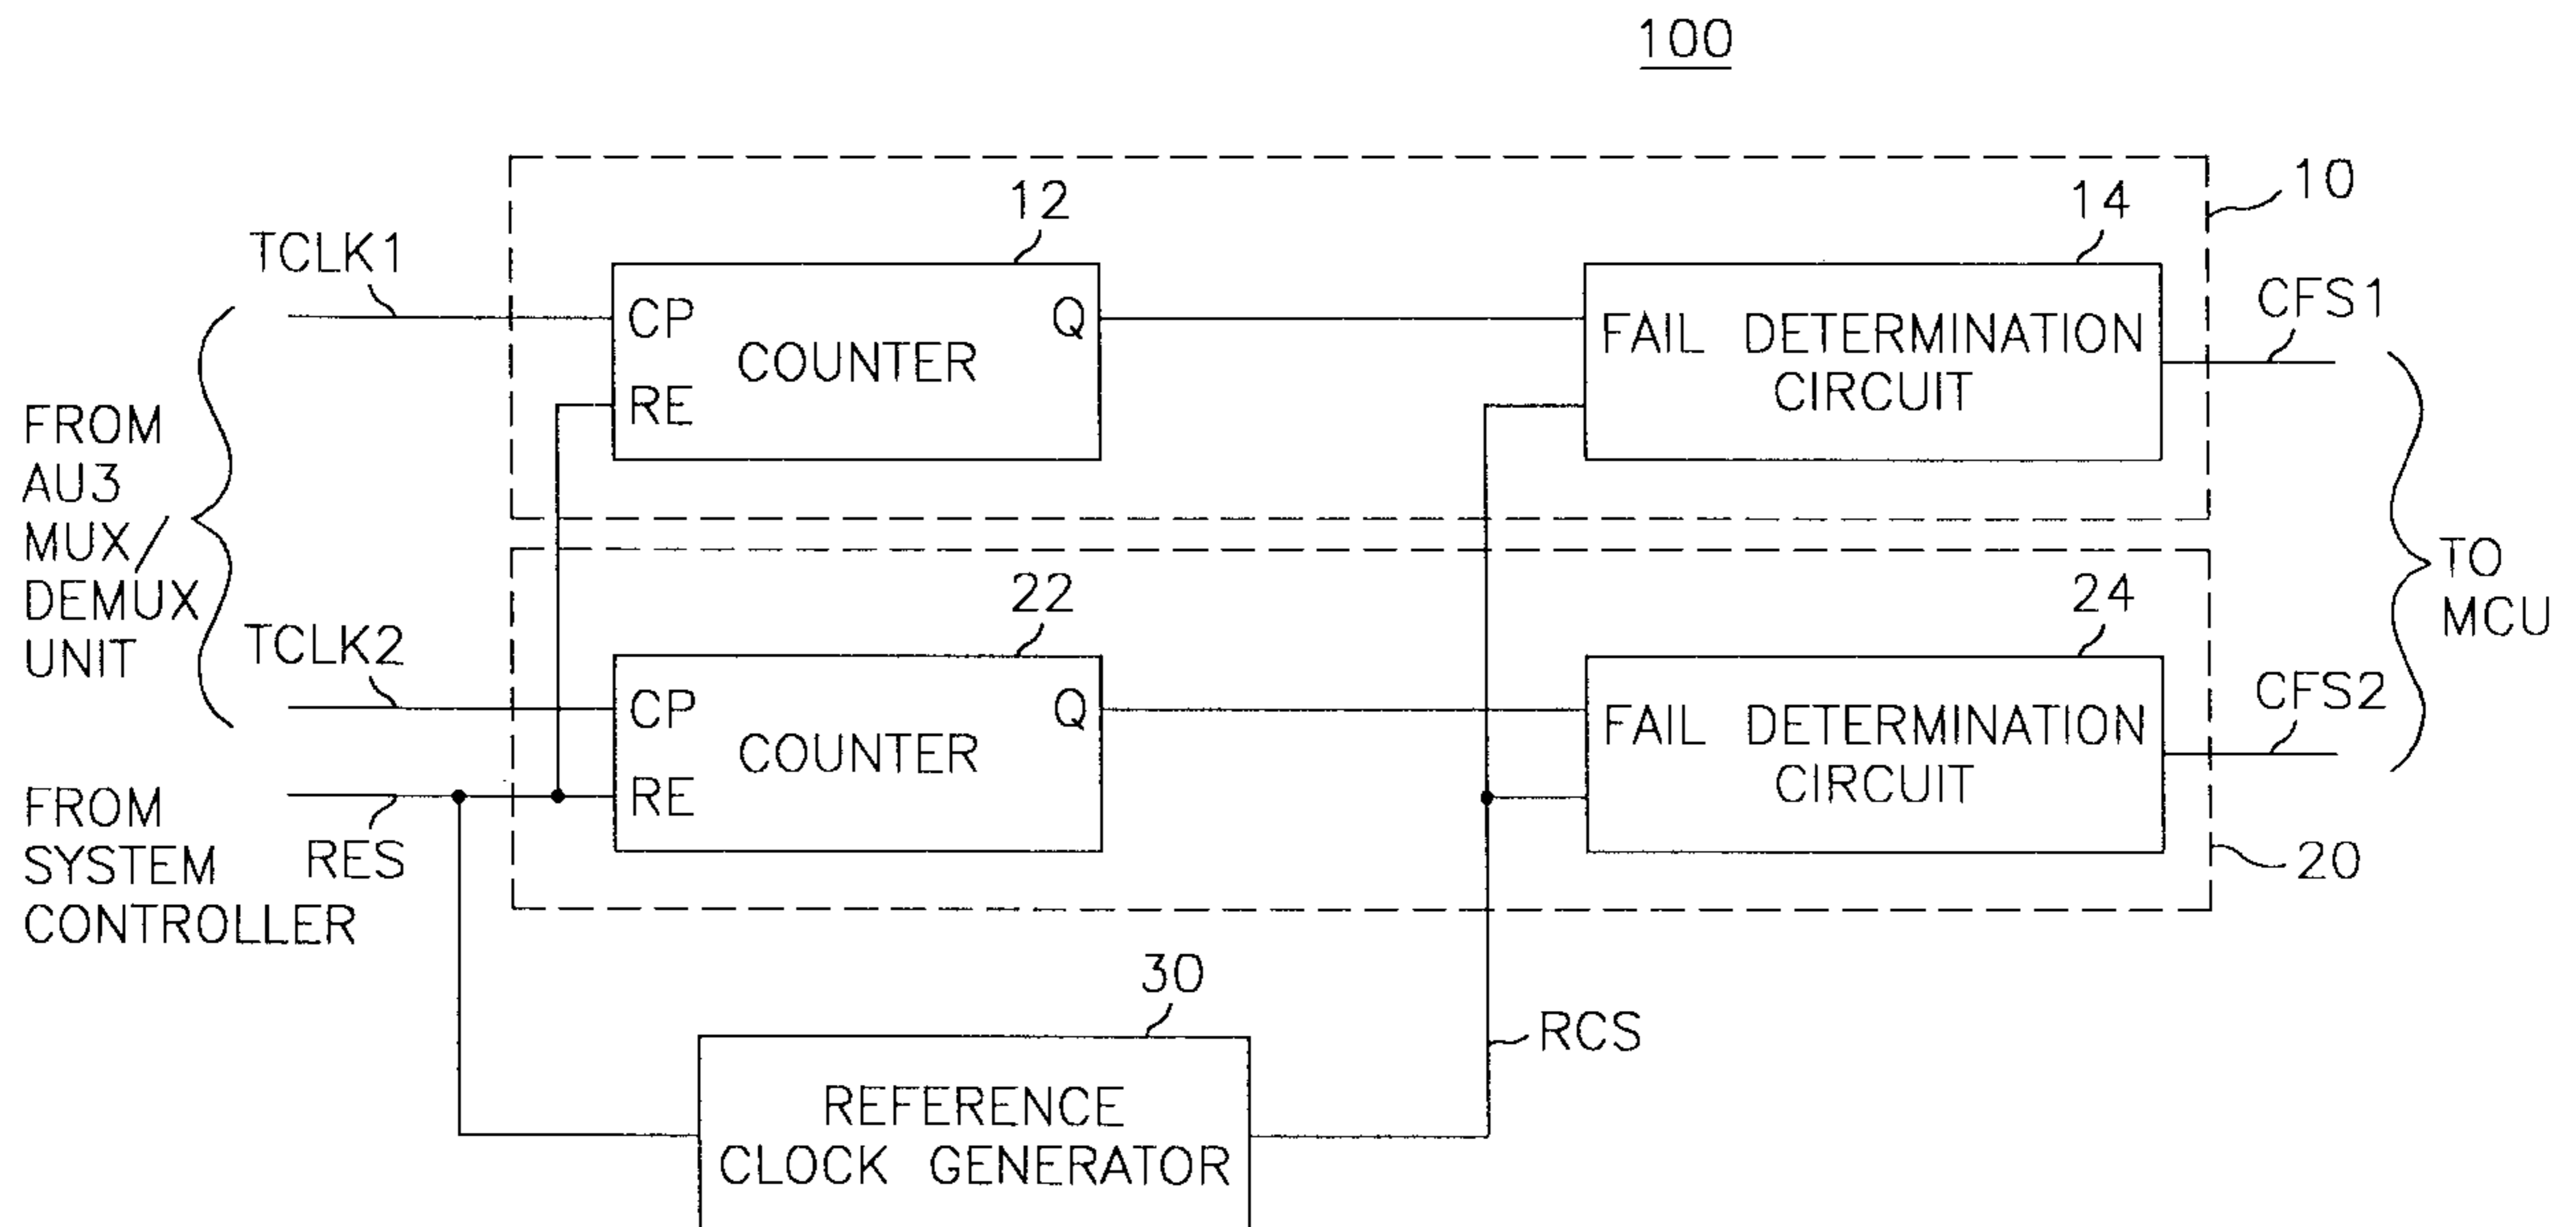 100
10
12
14
TCLK1
CP
Q
COUNTER
RE
FAIL DETERMINATION
CIRCUIT
CFS1
FROM
AU3
MUX/
DEMUX
UNIT
TO
MCU
20
22
24
TCLK2
CP
Q
COUNTER
RE
FAIL DETERMINATION
CIRCUIT
CFS2
FROM
SYSTEM
CONTROLLER
RES
30
RCS
REFERENCE
CLOCK GENERATOR